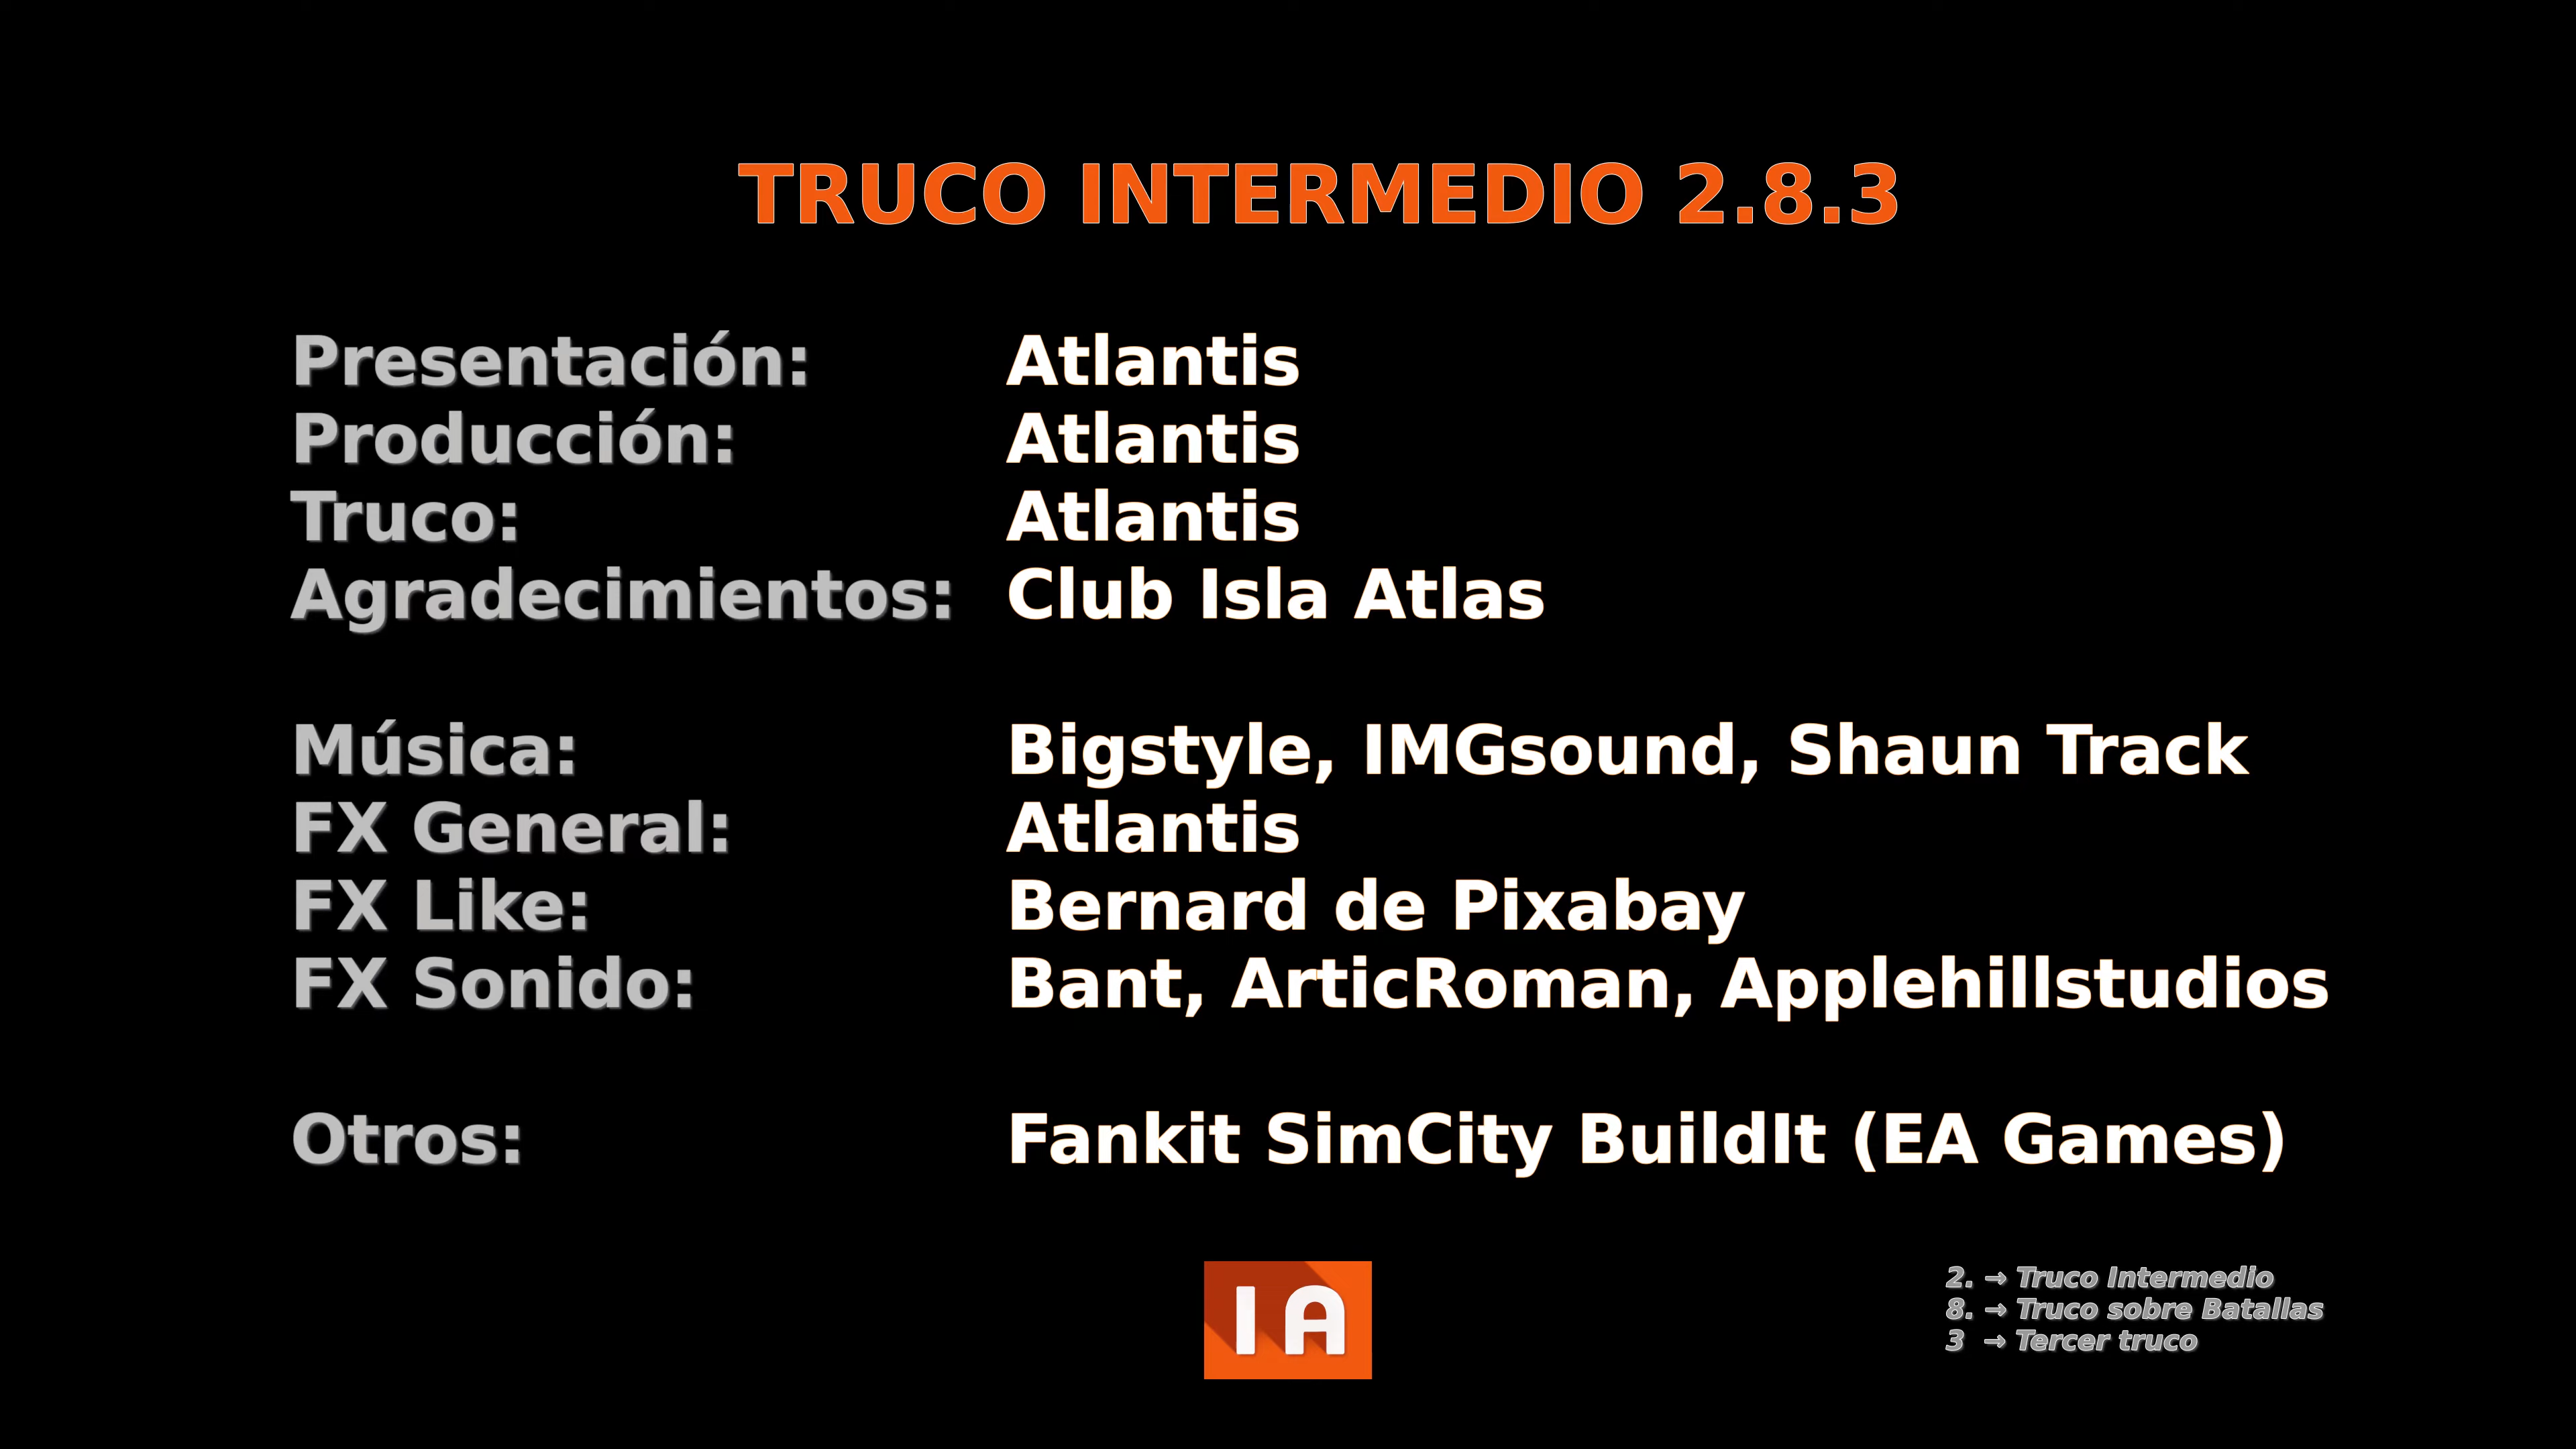 TRUCO INTERMEDIO 2.8.3
Presentación: Atlantis
Producción: Atlantis
Truco: Atlantis
Agradecimientos: Club Isla Atlas
Música: Bigstyle, IMGsound, Shaun Track
FX General: Atlantis
FX Like: Bernard de Pixabay
FX Sonido: Bant, ArticRoman, Applehillstudios
Otros: Fankit SimCity BuildIt (EA Games)
IA
2. → Truco Intermedio
8. → Truco sobre Batallas
3 → Tercer truco